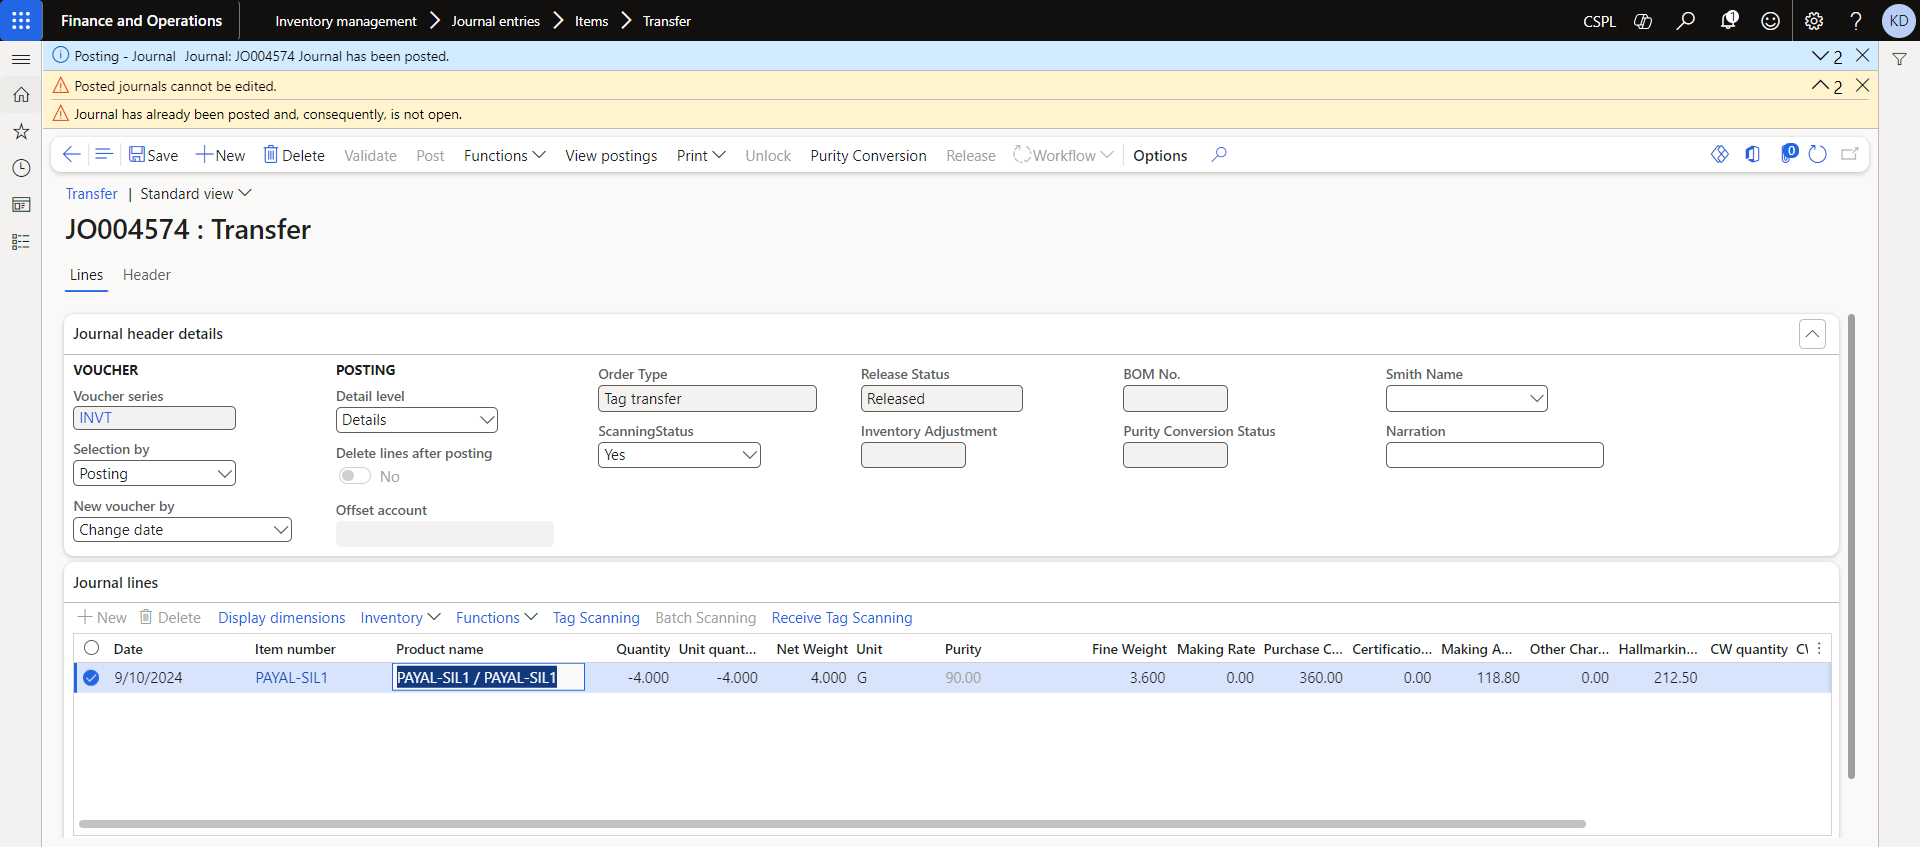 Finance and Operations
Inventory management
Journal entries
Items
Transfer
CSPL
1
KD
Posting - Journal Journal: JO004574 Journal has been posted.
2
Posted journals cannot be edited.
2
Journal has already been posted and, consequently, is not open.
Save
New
Delete
Validate
Post
Functions
View postings
Print
Unlock
Purity Conversion
Release
Workflow
Options
0
Transfer | Standard view
JO004574 : Transfer
Lines
Header
Journal header details
VOUCHER
Voucher series
INVT
Selection by
Posting
New voucher by
Change date
POSTING
Detail level
Details
Delete lines after posting
No
Offset account
Order Type
Tag transfer
ScanningStatus
Yes
Release Status
Released
Inventory Adjustment
BOM No.
Purity Conversion Status
Smith Name
Narration
Journal lines
New
Delete
Display dimensions
Inventory
Functions
Tag Scanning
Batch Scanning
Receive Tag Scanning
Date Item number Product name Quantity Unit quant... Net Weight Unit Purity Fine Weight Making Rate Purchase C... Certificatio... Making A... Other Char... Hallmarkin... CW quantity
9/10/2024 PAYAL-SIL1 PAYAL-SIL1 / PAYAL-SIL1 -4.000 -4.000 4.000 G 90.00 3.600 0.00 360.00 0.00 118.80 0.00 212.50